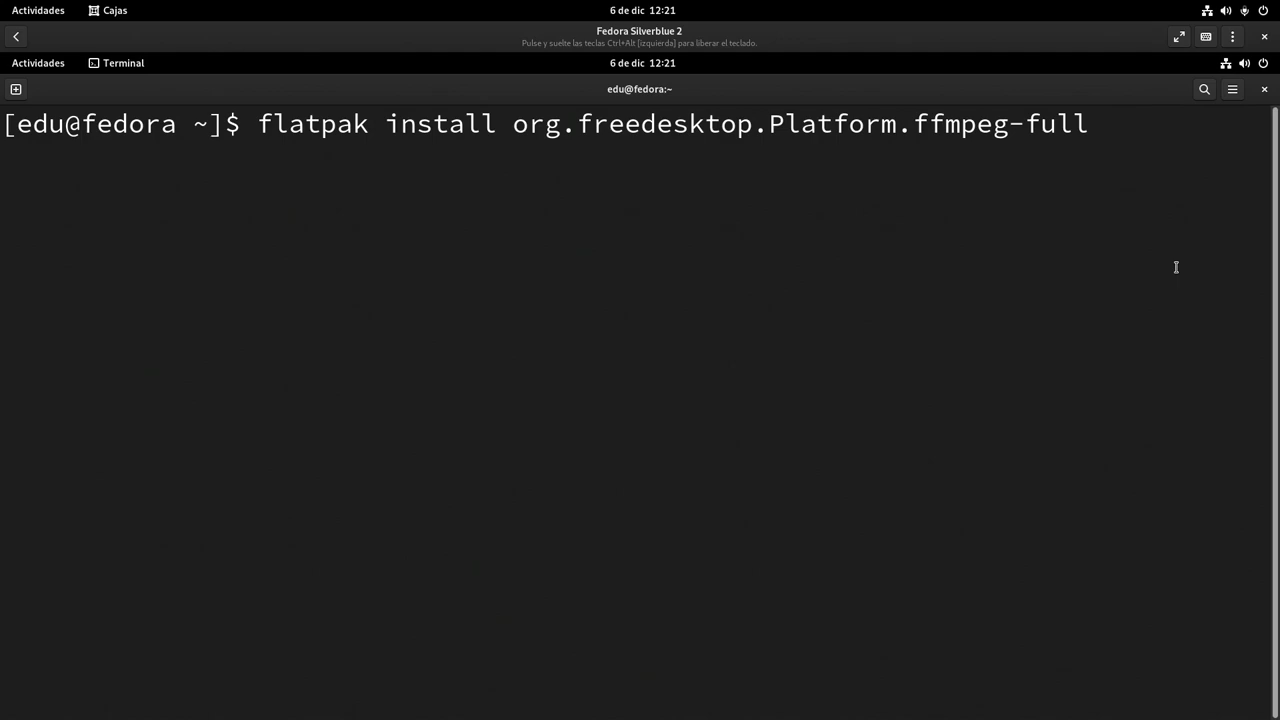 Actividades Cajas 6 de dic 12:21
Fedora Silverblue 2
Pulse y suelte las teclas Ctrl+Alt [izquierda] para liberar el teclado.
Actividades Terminal 6 de dic 12:21
edu@fedora:~
[edu@fedora ~]$ flatpak install org.freedesktop.Platform.ffmpeg-full